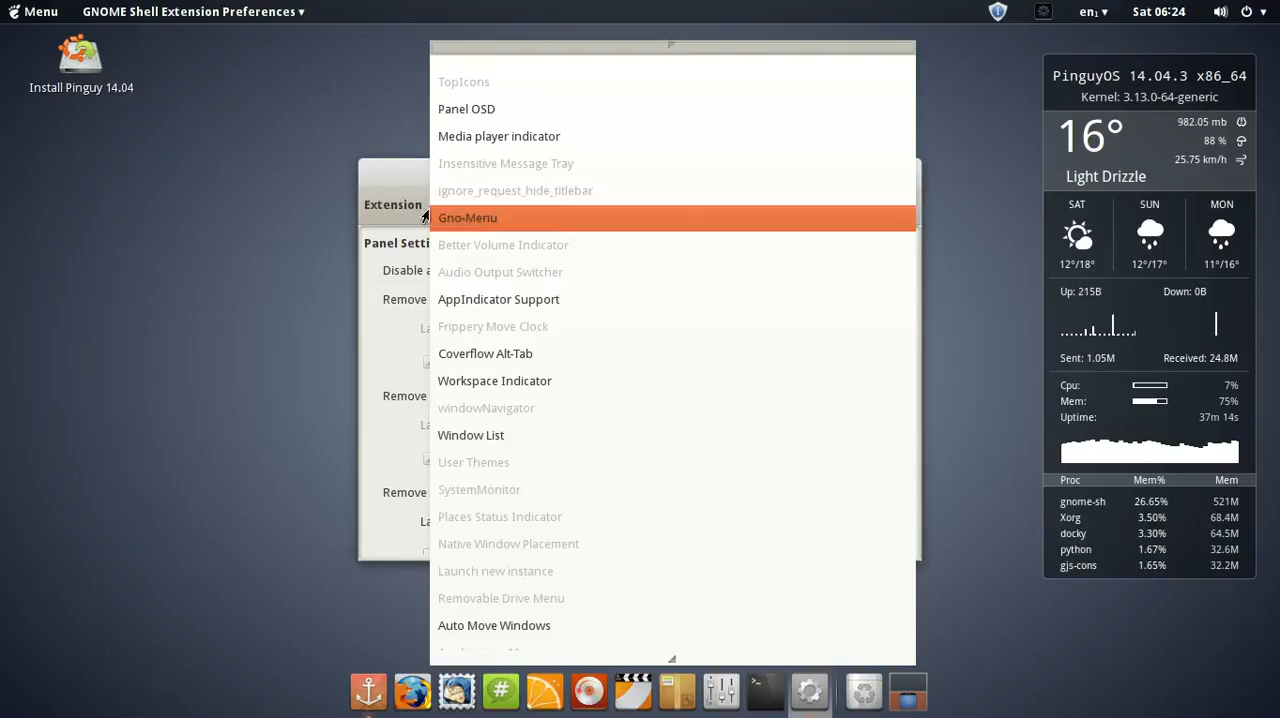 Menu
GNOME Shell Extension Preferences ▾
en₁ ▾
Sat 06:24
Install Pinguy 14.04
TopIcons
Panel OSD
Media player indicator
Insensitive Message Tray
ignore_request_hide_titlebar
Gno-Menu
Better Volume Indicator
Audio Output Switcher
AppIndicator Support
Frippery Move Clock
Coverflow Alt-Tab
Workspace Indicator
windowNavigator
Window List
User Themes
SystemMonitor
Places Status Indicator
Native Window Placement
Launch new instance
Removable Drive Menu
Auto Move Windows
Extension
Panel Setti
Disable a
Remove
La
Remove
La
Remove
La
PinguyOS 14.04.3 x86_64
Kernel: 3.13.0-64-generic
16°
982.05 mb
88 %
25.75 km/h
Light Drizzle
SAT SUN MON
12°/18° 12°/17° 11°/16°
Up: 215B Down: 0B
Sent: 1.05M Received: 24.8M
Cpu: 7%
Mem: 75%
Uptime: 37m 14s
Proc Mem% Mem
gnome-sh 26.65% 521M
Xorg 3.50% 68.4M
docky 3.30% 64.5M
python 1.67% 32.6M
gjs-cons 1.65% 32.2M